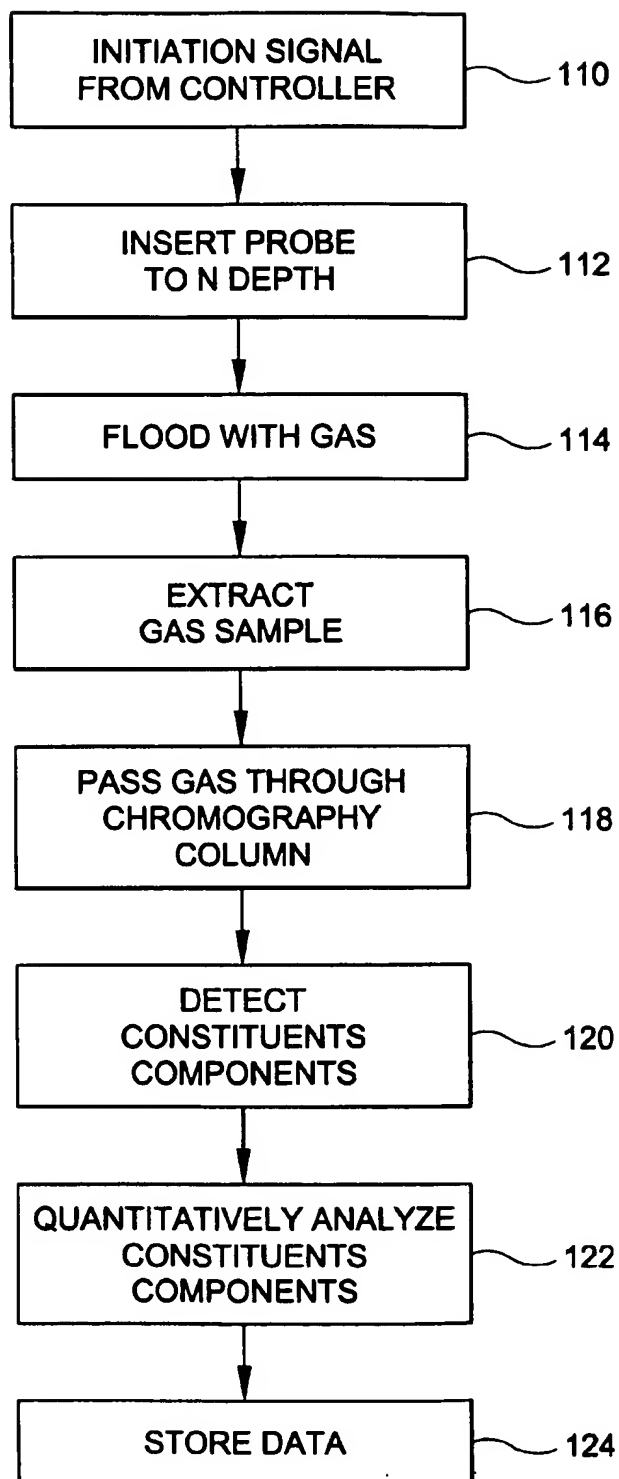 INITIATION SIGNAL
FROM CONTROLLER
110
INSERT PROBE
TO N DEPTH
112
FLOOD WITH GAS
114
EXTRACT
GAS SAMPLE
116
PASS GAS THROUGH
CHROMOGRAPHY
COLUMN
118
DETECT
CONSTITUENTS
COMPONENTS
120
QUANTITATIVELY ANALYZE
CONSTITUENTS
COMPONENTS
122
STORE DATA
124